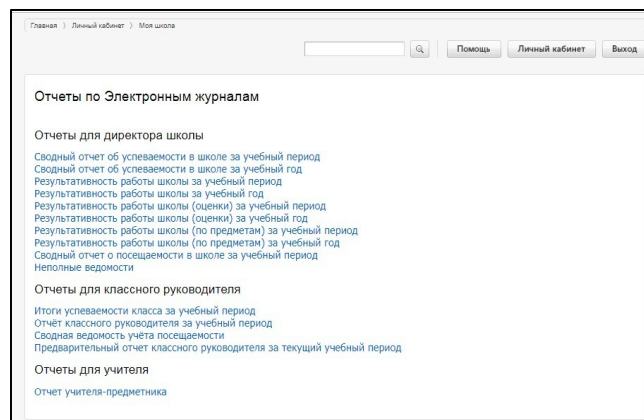 Главная 〉 Личный кабинет 〉 Моя школа
Помощь Личный кабинет Выход
Отчеты по Электронным журналам
Отчеты для директора школы
Сводный отчет об успеваемости в школе за учебный период
Сводный отчет об успеваемости в школе за учебный год
Результативность работы школы за учебный период
Результативность работы школы за учебный год
Результативность работы школы (оценки) за учебный период
Результативность работы школы (оценки) за учебный год
Результативность работы школы (по предметам) за учебный период
Результативность работы школы (по предметам) за учебный год
Сводный отчет о посещаемости в школе за учебный период
Неполные ведомости
Отчеты для классного руководителя
Итоги успеваемости класса за учебный период
Отчёт классного руководителя за учебный период
Сводная ведомость учёта посещаемости
Предварительный отчет классного руководителя за текущий учебный период
Отчеты для учителя
Отчет учителя-предметника